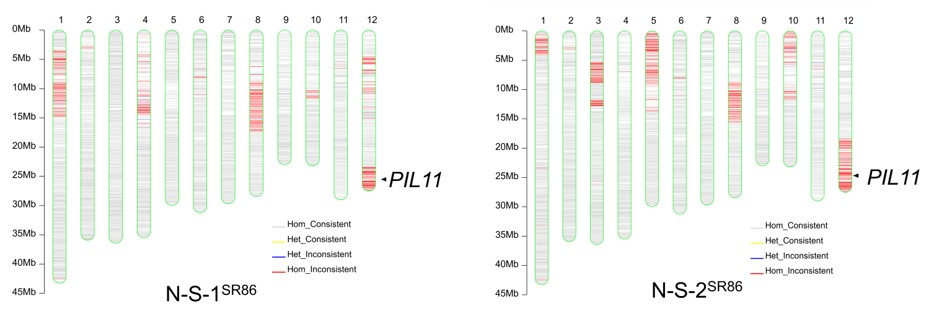 1 2 3 4 5 6 7 8 9 10 11 12
0Mb
5Mb
10Mb
15Mb
20Mb
25Mb
30Mb
35Mb
40Mb
45Mb
PIL11
Hom_Consistent
Het_Consistent
Het_Inconsistent
Hom_Inconsistent
N-S-1SR86
1 2 3 4 5 6 7 8 9 10 11 12
0Mb
5Mb
10Mb
15Mb
20Mb
25Mb
30Mb
35Mb
40Mb
45Mb
PIL11
Hom_Consistent
Het_Consistent
Het_Inconsistent
Hom_Inconsistent
N-S-2SR86